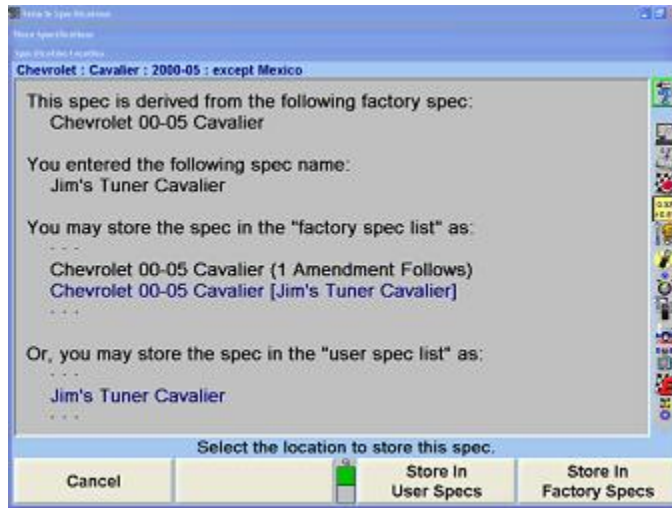 Store Specifications
Specification Location
Chevrolet : Cavalier : 2000-05 : except Mexico
This spec is derived from the following factory spec:
Chevrolet 00-05 Cavalier
You entered the following spec name:
Jim's Tuner Cavalier
You may store the spec in the "factory spec list" as:
. . .
Chevrolet 00-05 Cavalier (1 Amendment Follows)
Chevrolet 00-05 Cavalier [Jim's Tuner Cavalier]
. . .
Or, you may store the spec in the "user spec list" as:
. . .
Jim's Tuner Cavalier
. . .
Select the location to store this spec.
Cancel
Store In
User Specs
Store In
Factory Specs